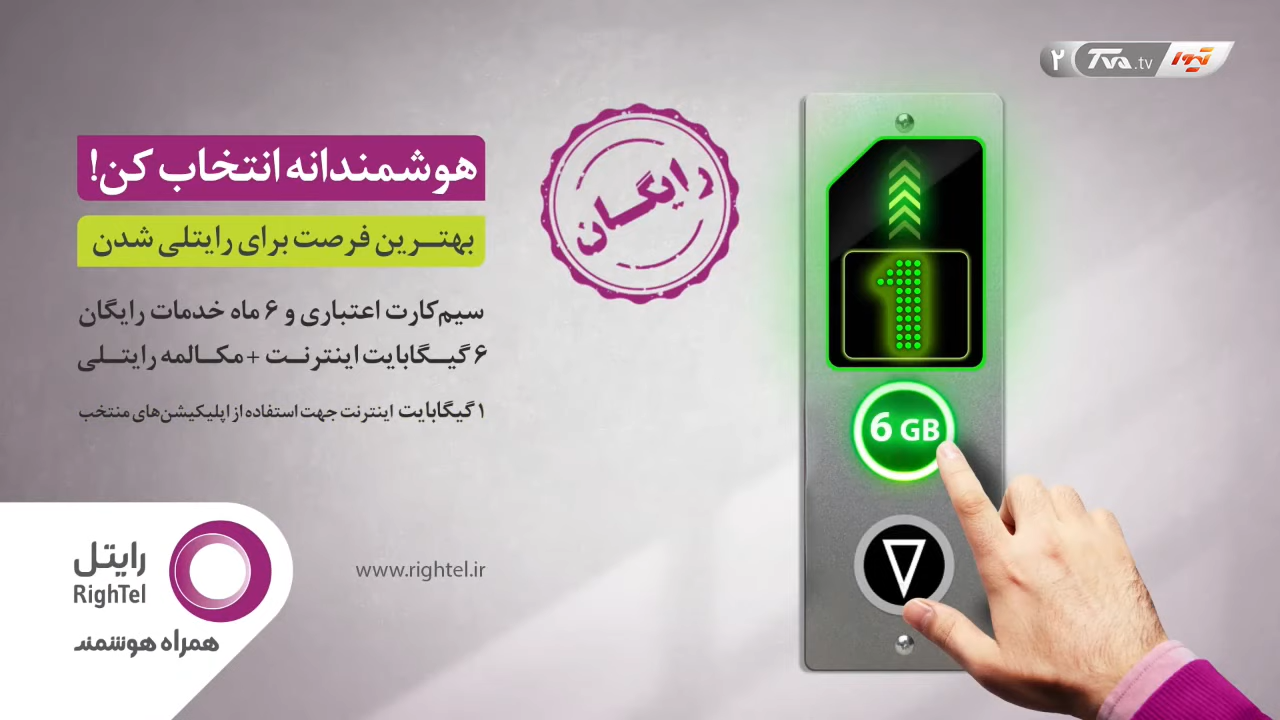 ۲ TVA.tv تیوا
هوشمندانه انتخاب کن!
بهترین فرصت برای رایتلی شدن
رایگان
سیم‌کارت اعتباری و ۶ ماه خدمات رایگان
۶ گیگابایت اینترنت + مکالمه رایتلی
۱ گیگابایت اینترنت جهت استفاده از اپلیکیشن‌های منتخب
1
6 GB
رایتل
RighTel
همراه هوشمند
www.rightel.ir